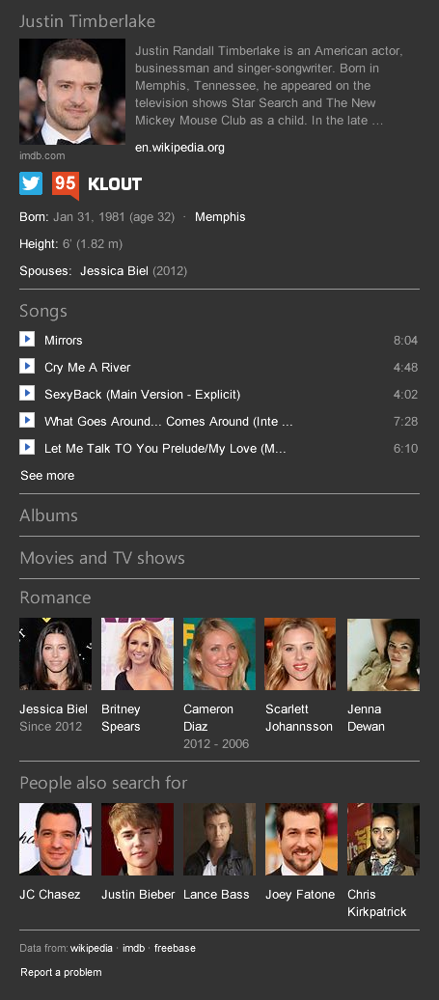 Justin Timberlake
Justin Randall Timberlake is an American actor,
businessman and singer-songwriter. Born in
Memphis, Tennessee, he appeared on the
television shows Star Search and The New
Mickey Mouse Club as a child. In the late ...
en.wikipedia.org
imdb.com
95 KLOUT
Born: Jan 31, 1981 (age 32) · Memphis
Height: 6' (1.82 m)
Spouses: Jessica Biel (2012)
Songs
Mirrors 8:04
Cry Me A River 4:48
SexyBack (Main Version - Explicit) 4:02
What Goes Around... Comes Around (Inte ... 7:28
Let Me Talk TO You Prelude/My Love (M... 6:10
See more
Albums
Movies and TV shows
Romance
Jessica Biel
Since 2012
Britney
Spears
Cameron
Diaz
2012 - 2006
Scarlett
Johannsson
Jenna
Dewan
People also search for
JC Chasez
Justin Bieber
Lance Bass
Joey Fatone
Chris
Kirkpatrick
Data from: wikipedia · imdb · freebase
Report a problem